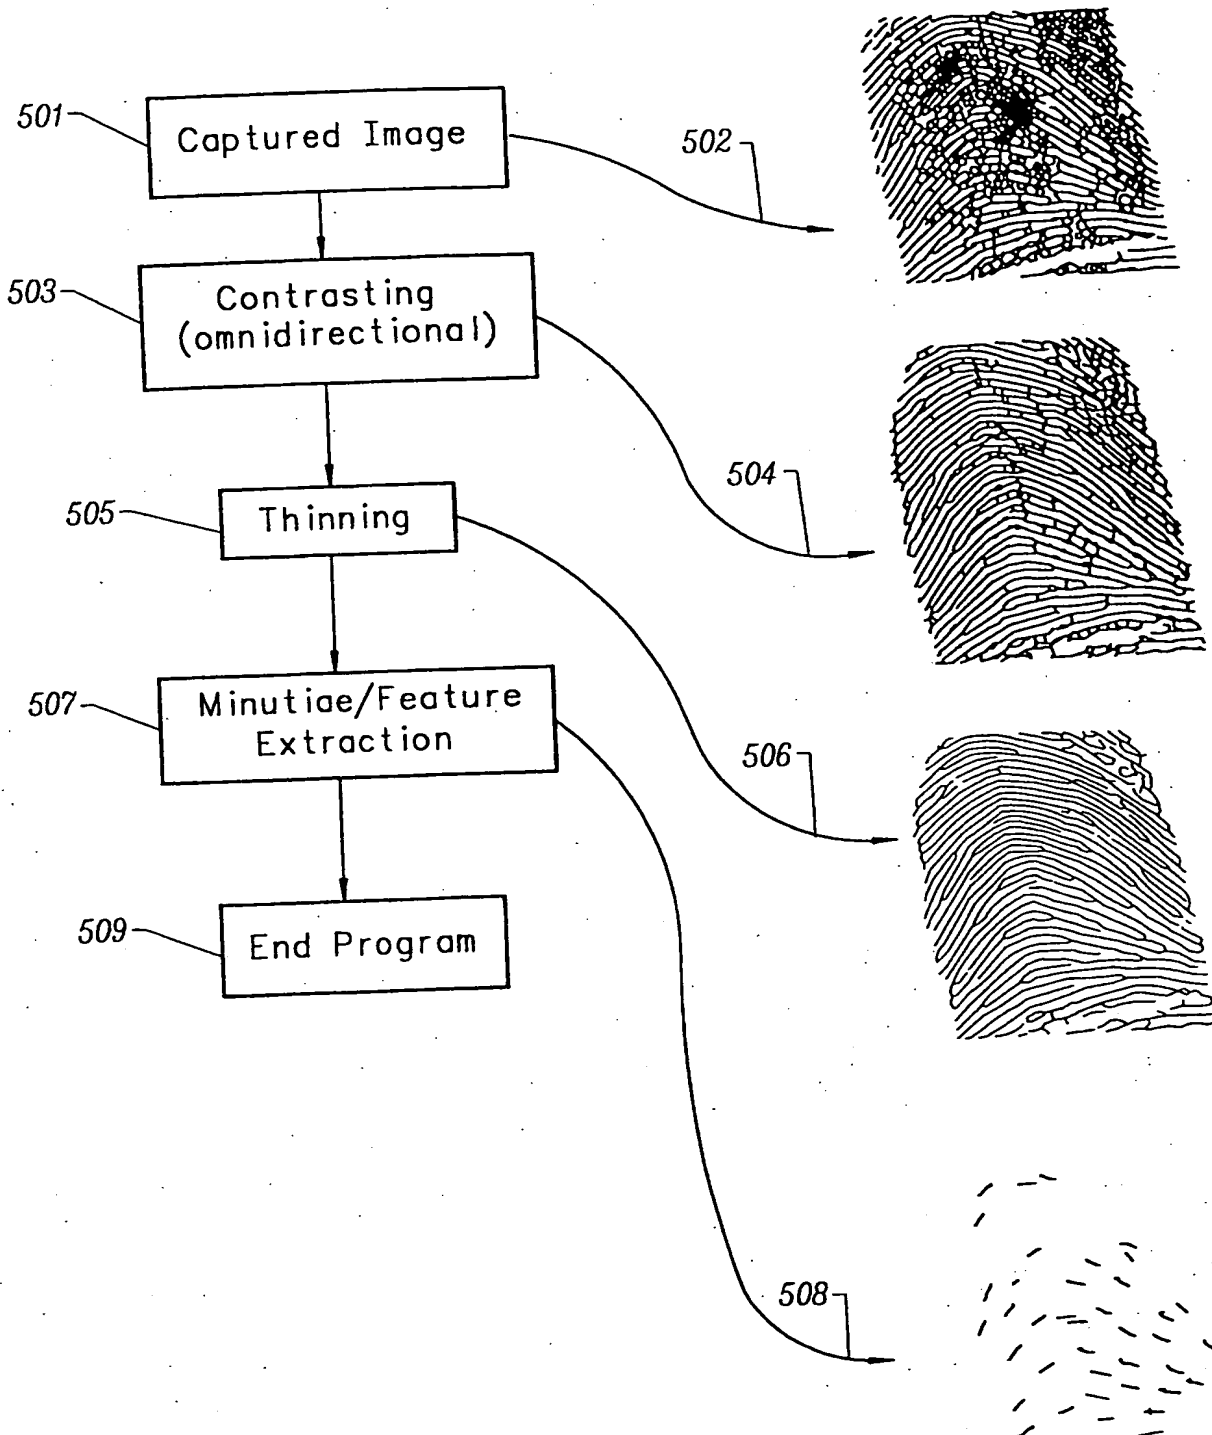 501
Captured Image
502
503
Contrasting
(omnidirectional)
504
505
Thinning
506
507
Minutiae/Feature
Extraction
508
509
End Program